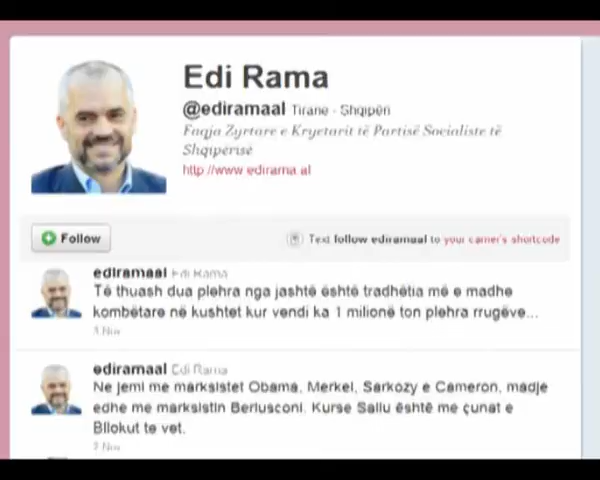 Edi Rama
@ediramaal Tirane - Shqipëri
Faqja Zyrtare e Kryetarit të Partisë Socialiste të
Shqipërisë
http://www.edirama.al
Follow
Text follow ediramaal to your carrier's shortcode
ediramaal Edi Rama
Të thuash dua plehra nga jashtë është tradhëtia më e madhe
kombëtare në kushtet kur vendi ka 1 milionë ton plehra rrugëve...
3 Nov
ediramaal Edi Rama
Ne jemi me marksistet Obama, Merkel, Sarkozy e Cameron, madje
edhe me marksistin Berlusconi. Kurse Saliu është me çunat e
Bllokut te vet.
2 Nov